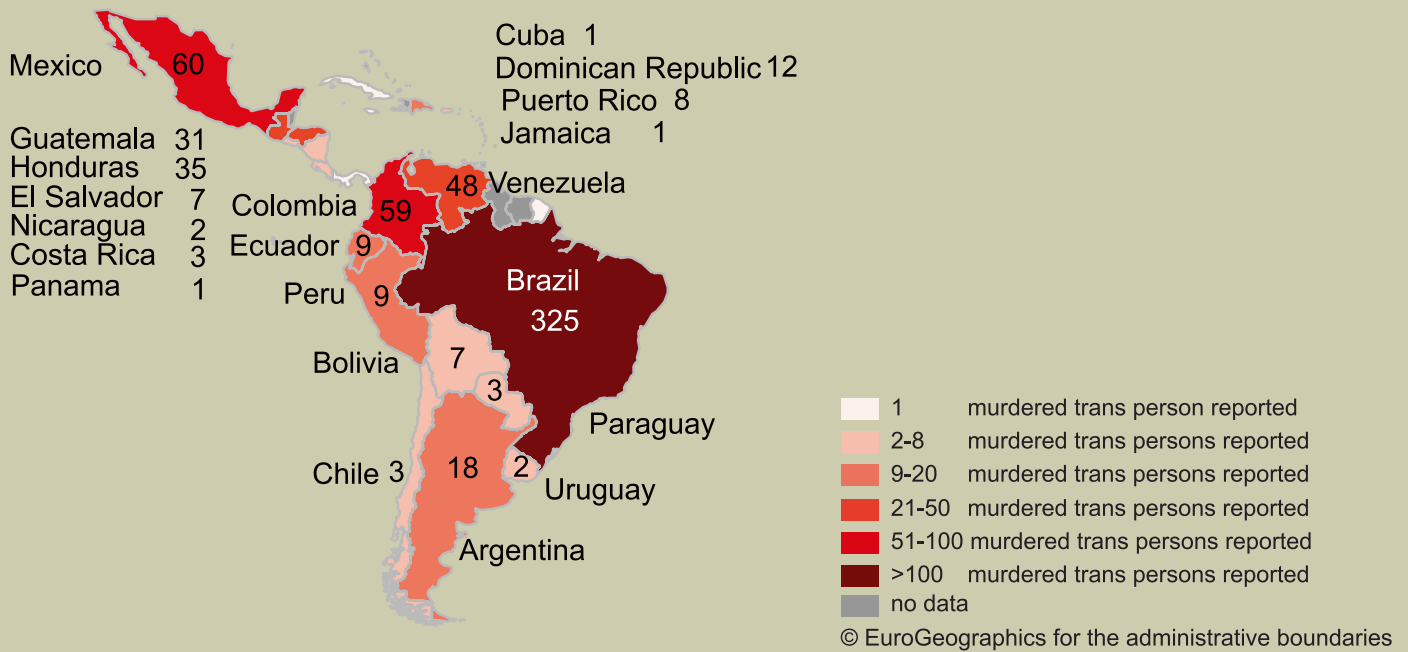 Cuba 1
Dominican Republic 12
Puerto Rico 8
Jamaica 1
Mexico 60
Guatemala 31
Honduras 35
El Salvador 7
Nicaragua 2
Costa Rica 3
Panama 1
48 Venezuela
Colombia 59
Ecuador 9
Brazil
325
Peru 9
Bolivia 7
3
Paraguay
Chile 3
18
2
Uruguay
Argentina
1 murdered trans person reported
2-8 murdered trans persons reported
9-20 murdered trans persons reported
21-50 murdered trans persons reported
51-100 murdered trans persons reported
>100 murdered trans persons reported
no data
© EuroGeographics for the administrative boundaries